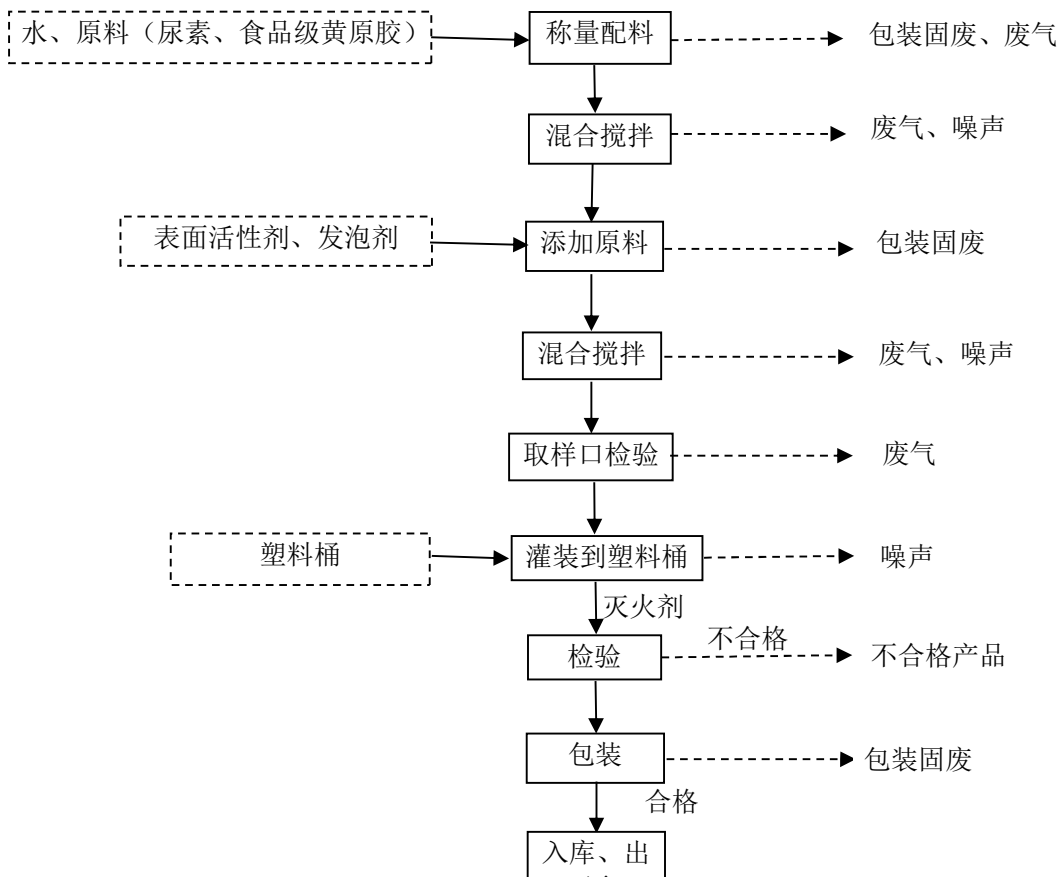 水、原料（尿素、食品级黄原胶）
称量配料
包装固废、废气
混合搅拌
废气、噪声
表面活性剂、发泡剂
添加原料
包装固废
混合搅拌
废气、噪声
取样口检验
废气
塑料桶
灌装到塑料桶
噪声
灭火剂
检验
不合格
不合格产品
包装
包装固废
合格
入库、出